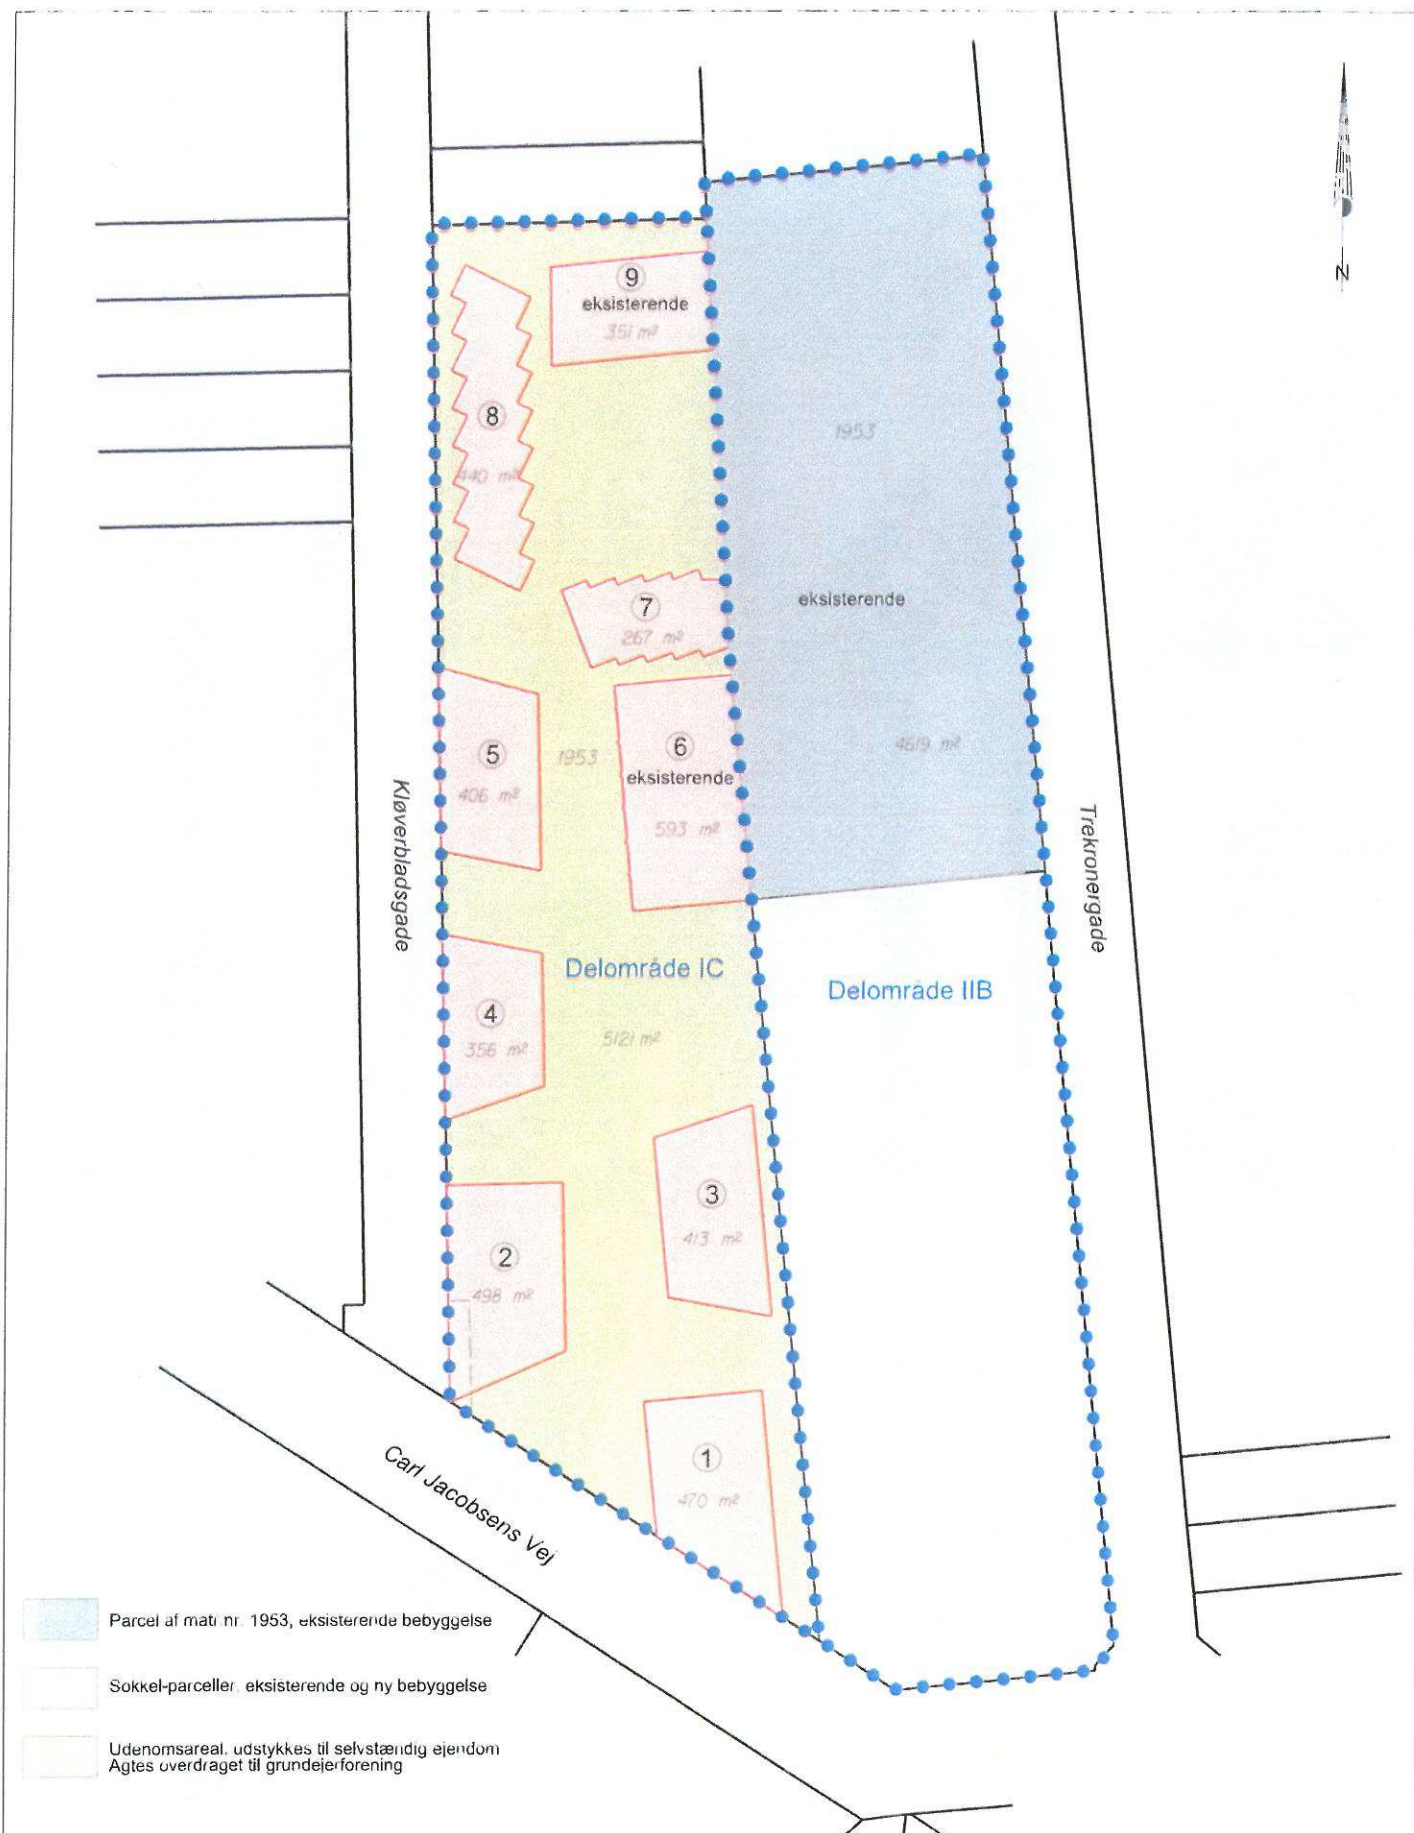 N
9
eksisterende
351 m²
8
440 m²
1953
7
267 m²
eksisterende
5
406 m²
1953
6
eksisterende
593 m²
4619 m²
Kløverbladsgade
Trekronergade
Delområde IC
Delområde IIB
4
356 m²
5121 m²
3
413 m²
2
498 m²
1
470 m²
Carl Jacobsens Vej
Parcel af matr.nr. 1953, eksisterende bebyggelse
Sokkel-parceller, eksisterende og ny bebyggelse
Udenomsareal, udstykkes til selvstændig ejendom
Agtes overdraget til grundejerforening